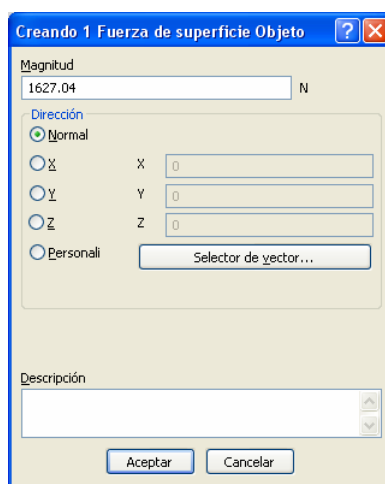 Creando 1 Fuerza de superficie Objeto
Magnitud
1627.04 N
Dirección
Normal
X X 0
Y Y 0
Z Z 0
Personali Selector de vector...
Descripción
Aceptar Cancelar